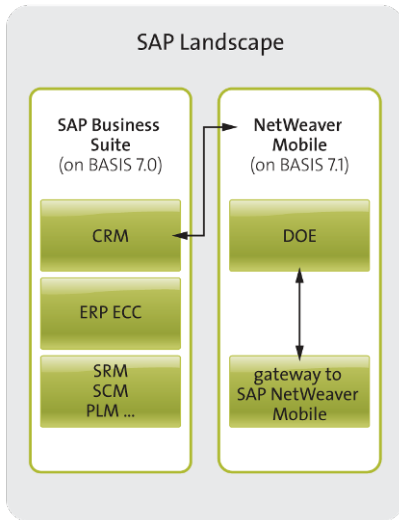 SAP Landscape
SAP Business
Suite
(on BASIS 7.0)
CRM
ERP ECC
SRM
SCM
PLM ...
NetWeaver
Mobile
(on BASIS 7.1)
DOE
gateway to
SAP NetWeaver
Mobile